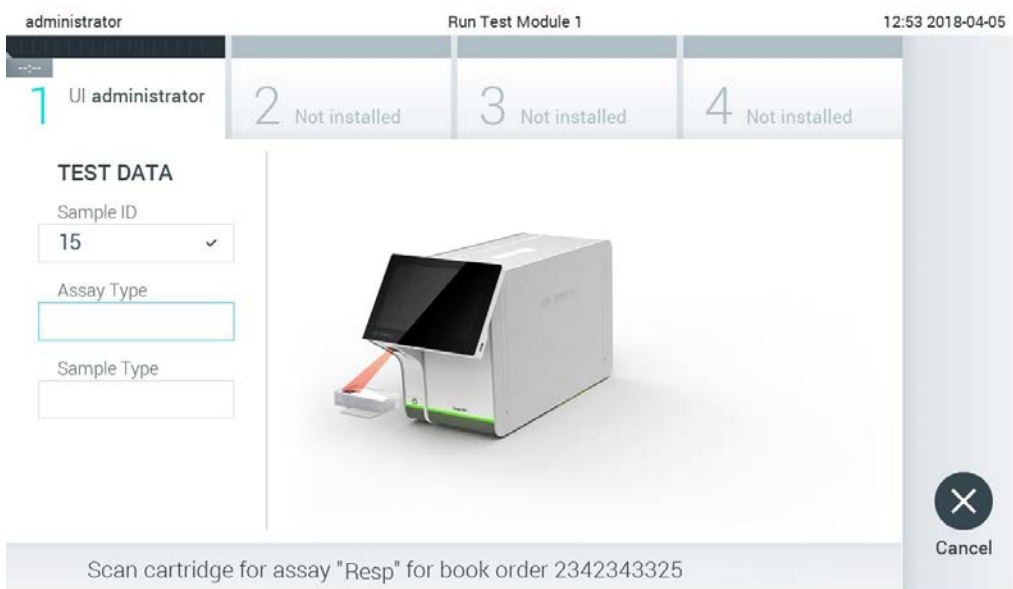 administrator Run Test Module 1 12:53 2018-04-05
--:--
1 UI administrator 2 Not installed 3 Not installed 4 Not installed
TEST DATA
Sample ID
15
Assay Type
Sample Type
Cancel
Scan cartridge for assay "Resp" for book order 2342343325